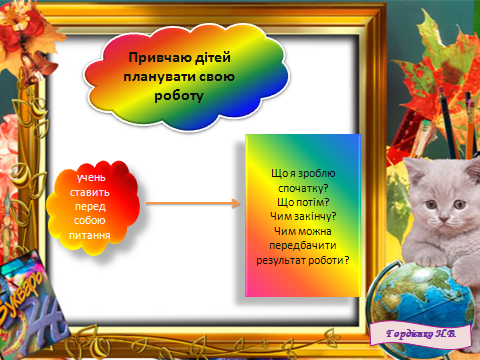 Привчаю дітей
планувати свою
роботу
учень
ставить
перед
собою
питання
Що я зроблю
спочатку?
Що потім?
Чим закінчу?
Чим можна
передбачити
результат роботи?
Букварь
Гордієнко Н.В.